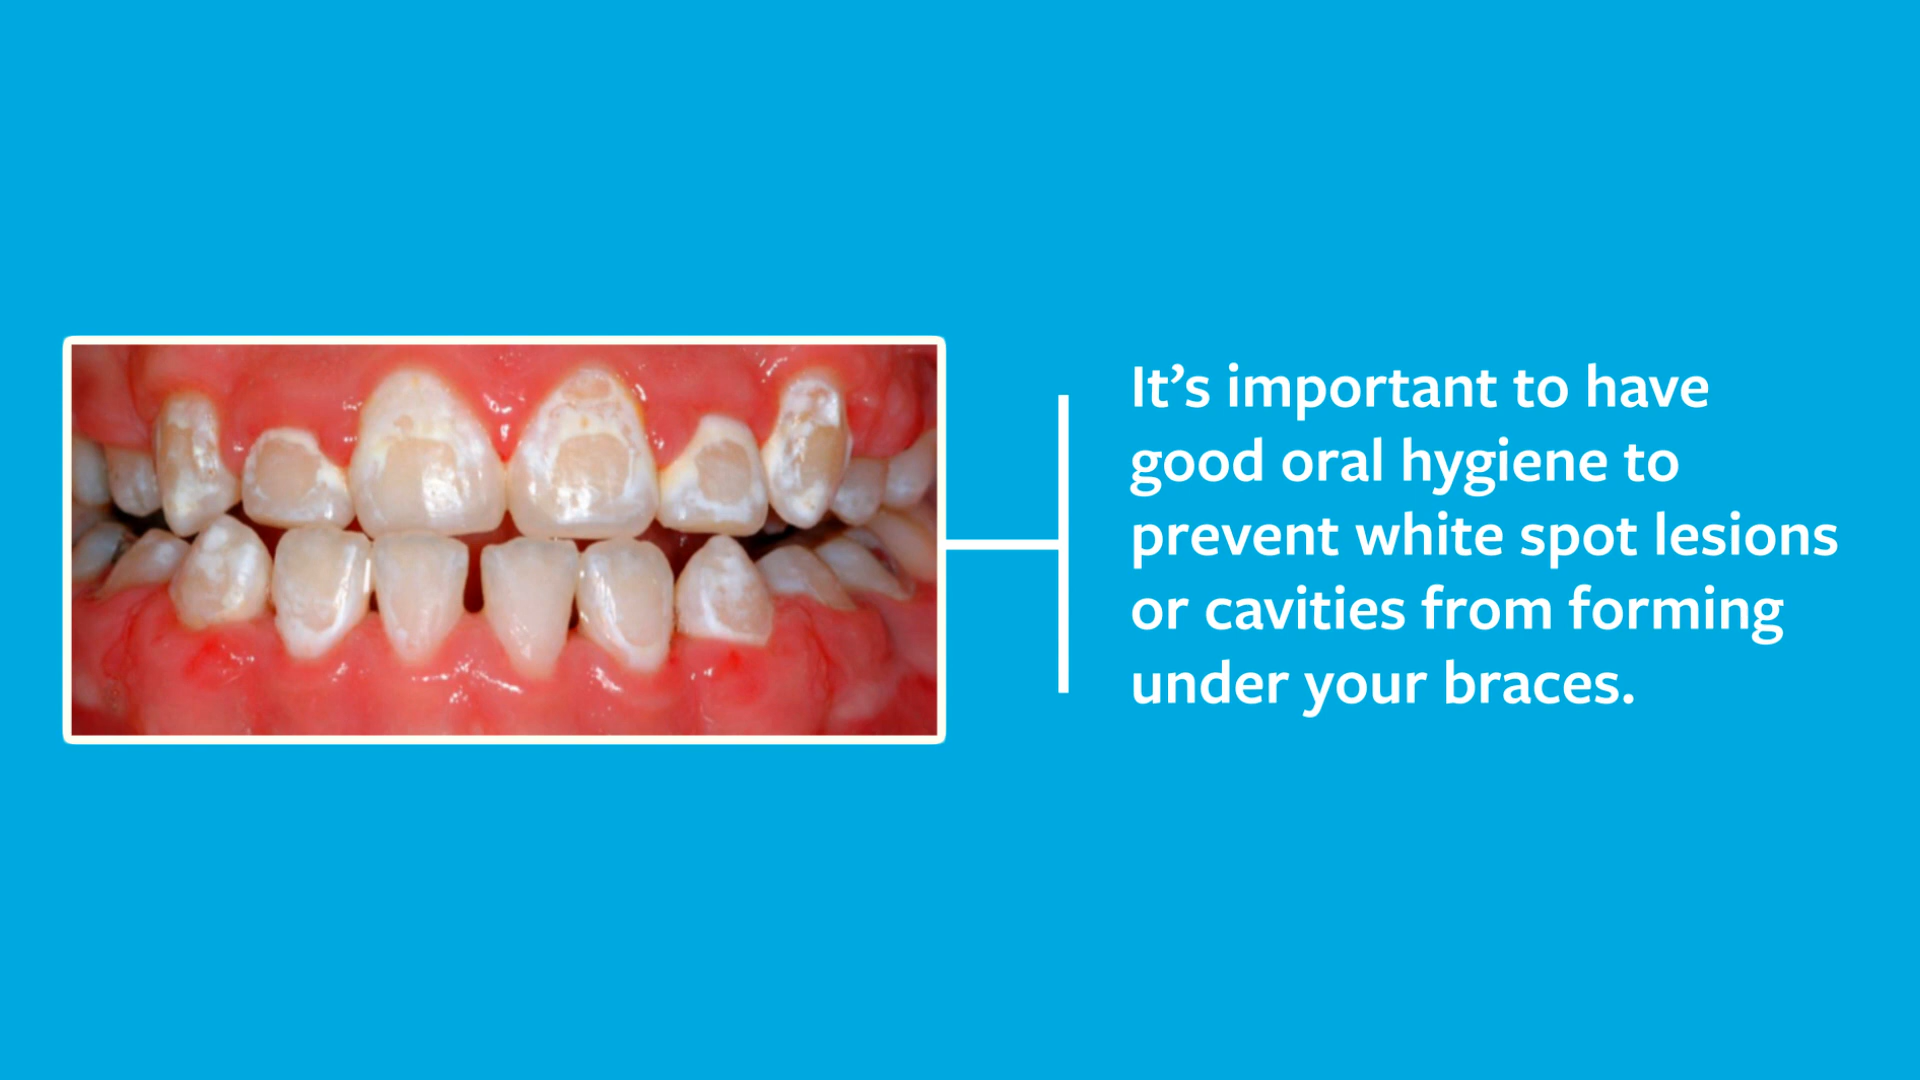 It’s important to have
good oral hygiene to
prevent white spot lesions
or cavities from forming
under your braces.